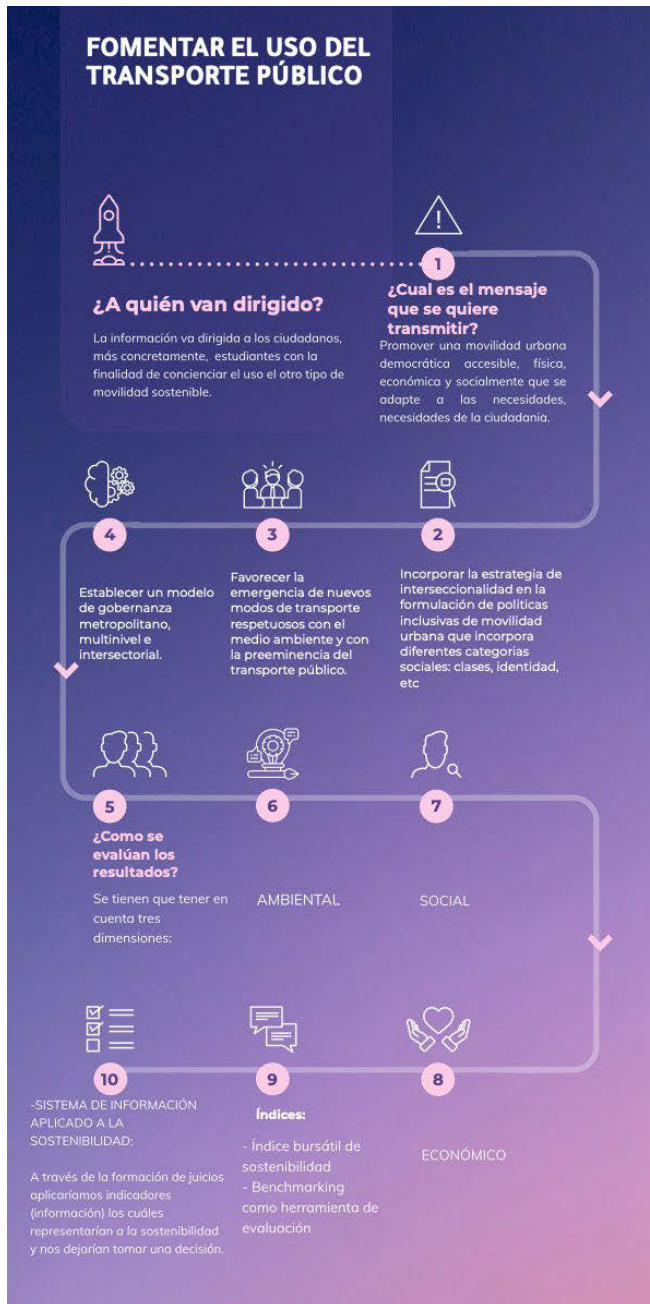 FOMENTAR EL USO DEL
TRANSPORTE PÚBLICO
¿A quién van dirigido?
La información va dirigida a los ciudadanos,
más concretamente, estudiantes con la
finalidad de concienciar el uso el otro tipo de
movilidad sostenible.
1
¿Cual es el mensaje
que se quiere
transmitir?
Promover una movilidad urbana
democrática accesible, física,
económica y socialmente que se
adapte a las necesidades,
necesidades de la ciudadania.
2
Incorporar la estrategia de
interseccionalidad en la
formulación de politicas
inclusivas de movilidad
urbana que incorpora
diferentes categorias
sociales: clases, identidad,
etc
3
Favorecer la
emergencia de nuevos
modos de transporte
respetuosos con el
medio ambiente y con
la preeminencia del
transporte público.
4
Establecer un modelo
de gobernanza
metropolitano,
multinivel e
intersectorial.
5
¿Como se
evalúan los
resultados?
Se tienen que tener en
cuenta tres
dimensiones:
6
AMBIENTAL
7
SOCIAL
8
ECONÓMICO
9
Índices:
- Índice bursátil de
sostenibilidad
- Benchmarking
como herramienta de
evaluación
10
-SISTEMA DE INFORMACIÓN
APLICADO A LA
SOSTENIBILIDAD:
A través de la formación de juicios
aplicaríamos indicadores
(información) los cuáles
representarían a la sostenibilidad
y nos dejarían tomar una decisión.